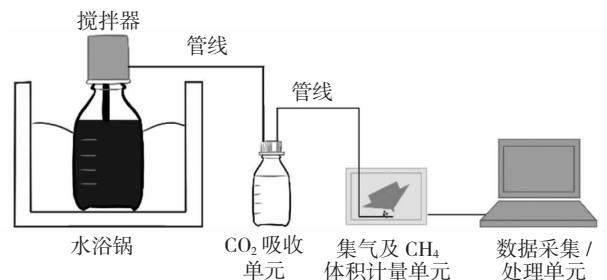 搅拌器
管线
管线
水浴锅
CO₂ 吸收
单元
集气及 CH₄
体积计量单元
数据采集 /
处理单元